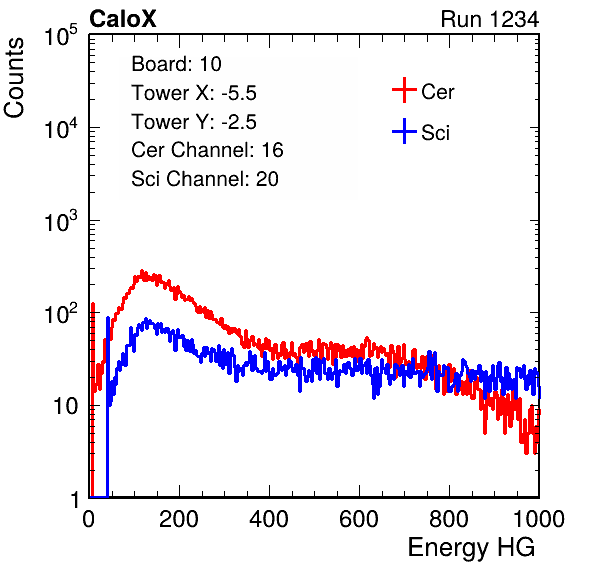 CaloX Run 1234
Counts
10^5
10^4
10^3
10^2
10
1
Board: 10
Tower X: -5.5
Tower Y: -2.5
Cer Channel: 16
Sci Channel: 20
Cer
Sci
0 200 400 600 800 1000
Energy HG